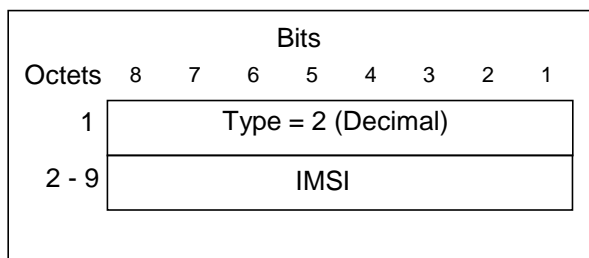 Bits
Octets 8 7 6 5 4 3 2 1
1 Type = 2 (Decimal)
2 - 9 IMSI